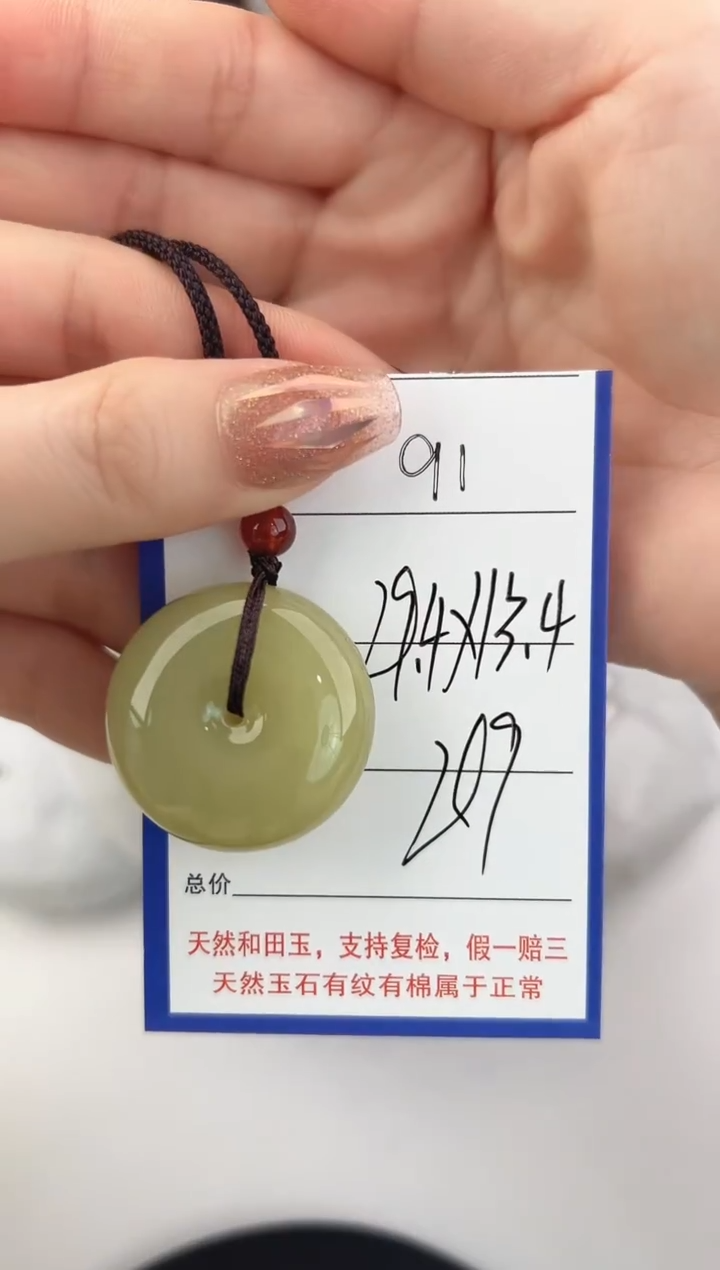 91
29.4X13.4
209
总价
天然和田玉，支持复检，假一赔三
天然玉石有纹有棉属于正常